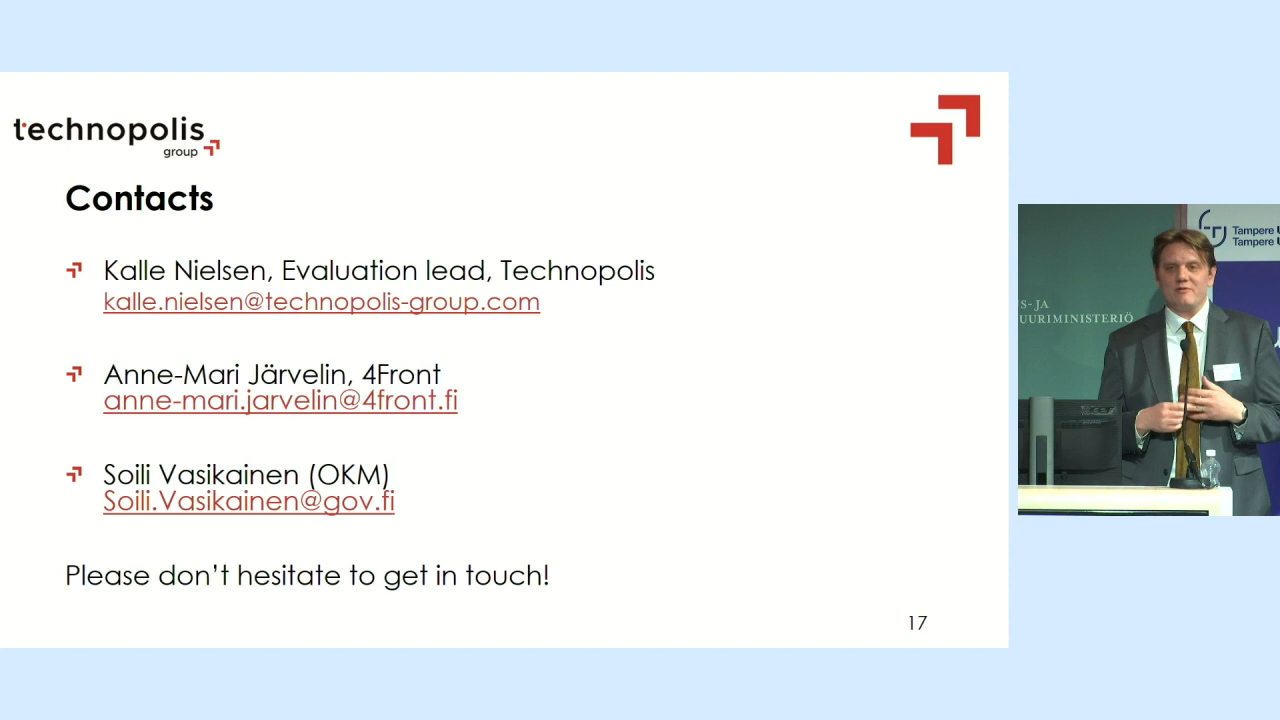 technopolis
group
Contacts
Kalle Nielsen, Evaluation lead, Technopolis
kalle.nielsen@technopolis-group.com
Anne-Mari Järvelin, 4Front
anne-mari.jarvelin@4front.fi
Soili Vasikainen (OKM)
Soili.Vasikainen@gov.fi
Please don’t hesitate to get in touch!
17
Tampere U
Tampere U
US- JA
UURIMINISTERIÖ